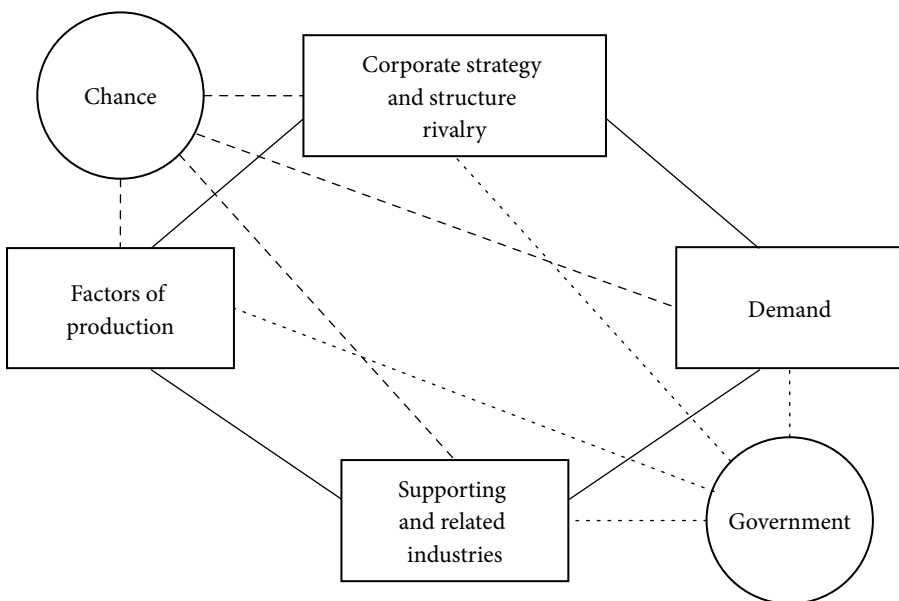 Chance
Corporate strategy
and structure
rivalry
Factors of
production
Demand
Supporting
and related
industries
Government